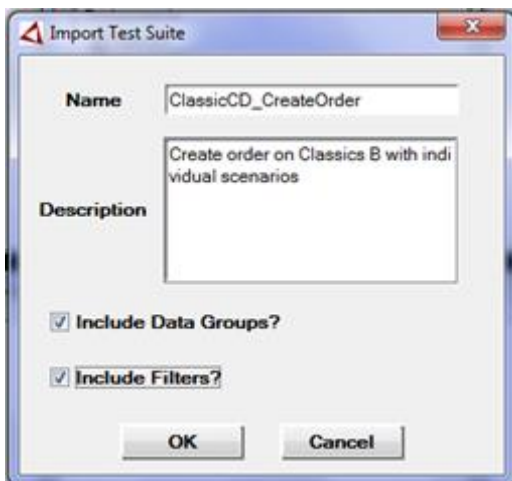 Import Test Suite
Name
ClassicCD_CreateOrder
Description
Create order on Classics B with indi
vidual scenarios
Include Data Groups?
Include Filters?
OK
Cancel